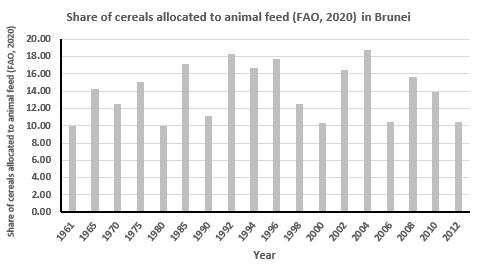 Share of cereals allocated to animal feed (FAO, 2020) in Brunei
Share of cereals allocated to animal feed (FAO, 2020)
20.00
18.00
16.00
14.00
12.00
10.00
8.00
6.00
4.00
2.00
0.00
1961 1965 1970 1975 1980 1985 1990 1992 1994 1996 1998 2000 2002 2004 2006 2008 2010 2012
Year